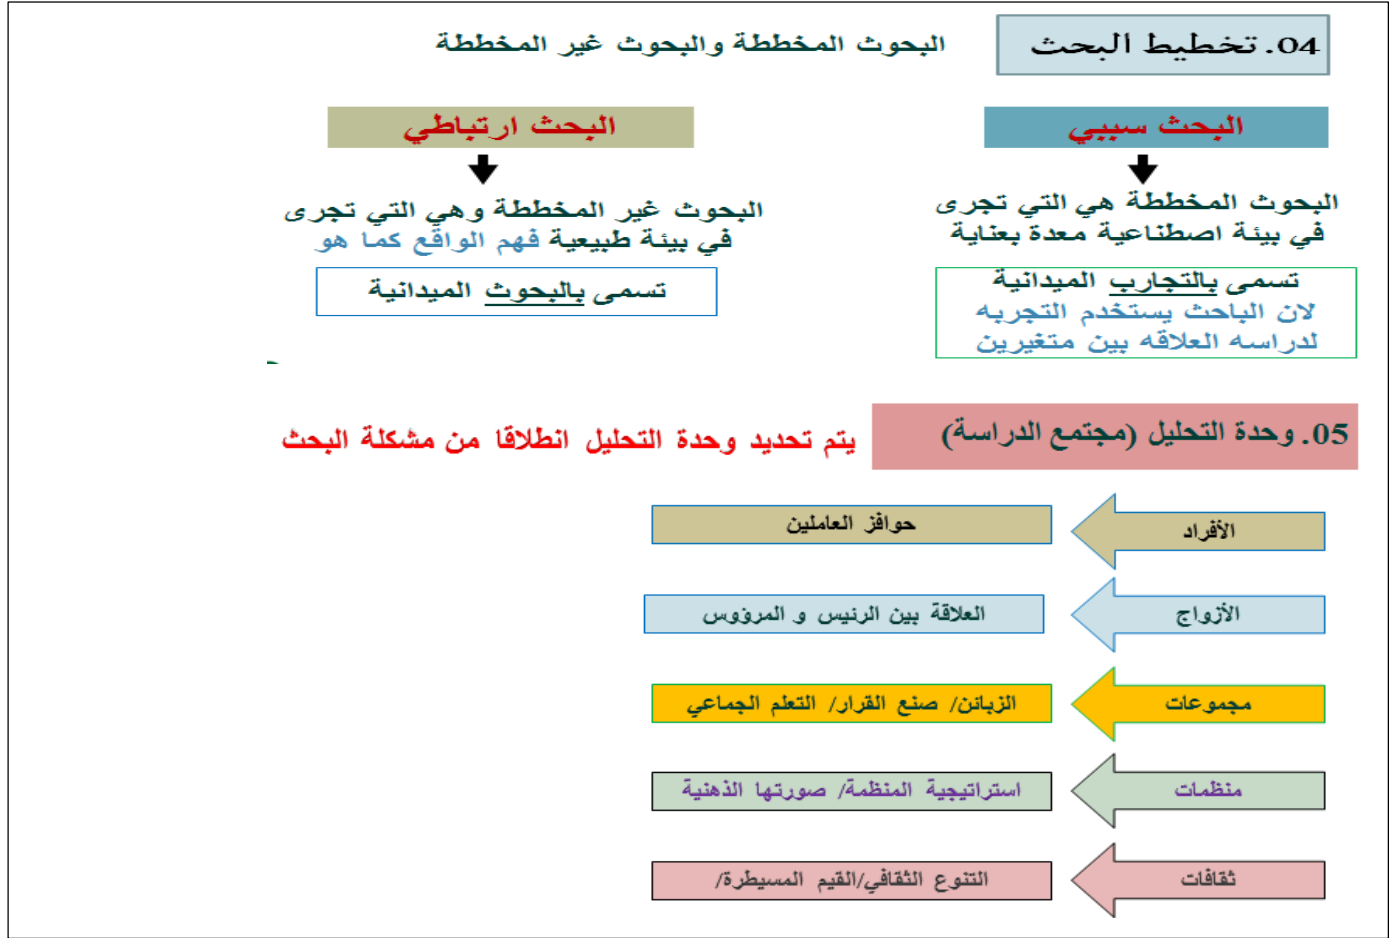 04. تخطيط البحث
البحوث المخططة والبحوث غير المخططة
البحث سببي
البحوث المخططة هي التي تجرى
في بيئة اصطناعية معدة بعناية
تسمى بالتجارب الميدانية
لان الباحث يستخدم التجربه
لدراسه العلاقه بين متغيرين
البحث ارتباطي
البحوث غير المخططة وهي التي تجرى
في بيئة طبيعية فهم الواقع كما هو
تسمى بالبحوث الميدانية
05. وحدة التحليل (مجتمع الدراسة)
يتم تحديد وحدة التحليل انطلاقا من مشكلة البحث
الأفراد
حوافز العاملين
الأزواج
العلاقة بين الرئيس و المرؤوس
مجموعات
الزبائن/ صنع القرار/ التعلم الجماعي
منظمات
استراتيجية المنظمة/ صورتها الذهنية
ثقافات
التنوع الثقافي/القيم المسيطرة/